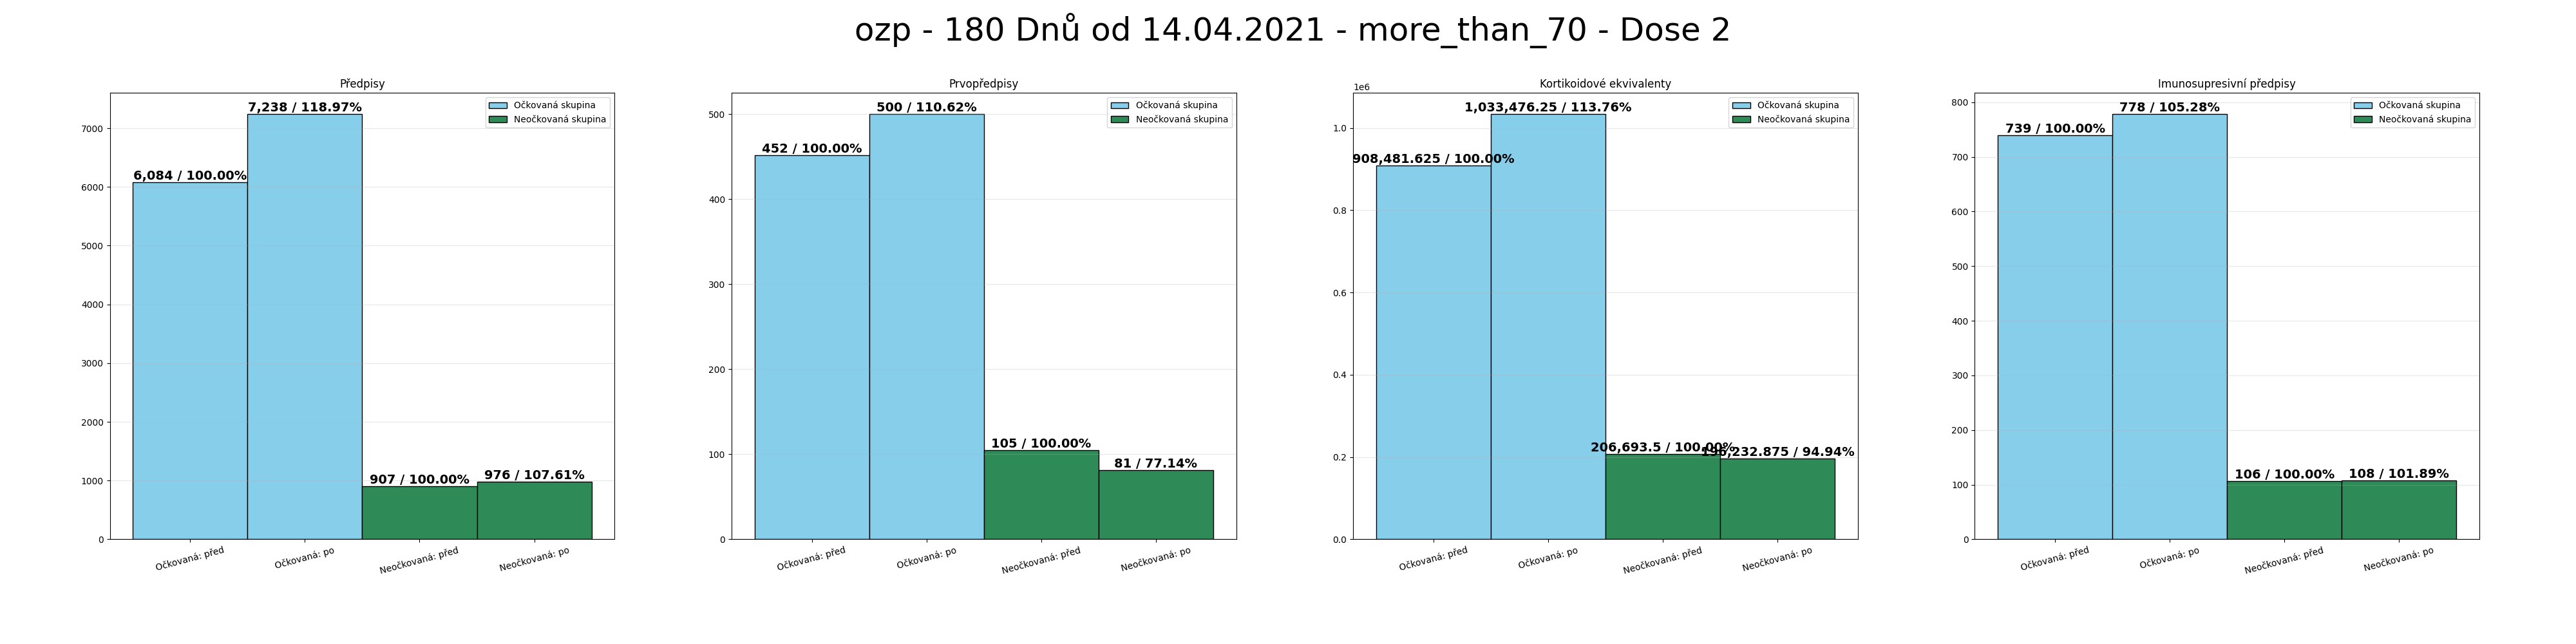 ozp - 180 Dnů od 14.04.2021 - more_than_70 - Dose 2
Předpisy
7000
6000
5000
4000
3000
2000
1000
0
6,084 / 100.00%
7,238 / 118.97%
907 / 100.00%
976 / 107.61%
Očkovaná skupina
Neočkovaná skupina
Očkovaná: před
Očkovaná: po
Neočkovaná: před
Neočkovaná: po
Prvopředpisy
500
400
300
200
100
0
452 / 100.00%
500 / 110.62%
105 / 100.00%
81 / 77.14%
Očkovaná skupina
Neočkovaná skupina
Očkovaná: před
Očkovaná: po
Neočkovaná: před
Neočkovaná: po
Kortikoidové ekvivalenty
1e6
1.0
0.8
0.6
0.4
0.2
0.0
908,481.625 / 100.00%
1,033,476.25 / 113.76%
206,693.5 / 100.00%
196,232.875 / 94.94%
Očkovaná skupina
Neočkovaná skupina
Očkovaná: před
Očkovaná: po
Neočkovaná: před
Neočkovaná: po
Imunosupresivní předpisy
800
700
600
500
400
300
200
100
0
739 / 100.00%
778 / 105.28%
106 / 100.00%
108 / 101.89%
Očkovaná skupina
Neočkovaná skupina
Očkovaná: před
Očkovaná: po
Neočkovaná: před
Neočkovaná: po